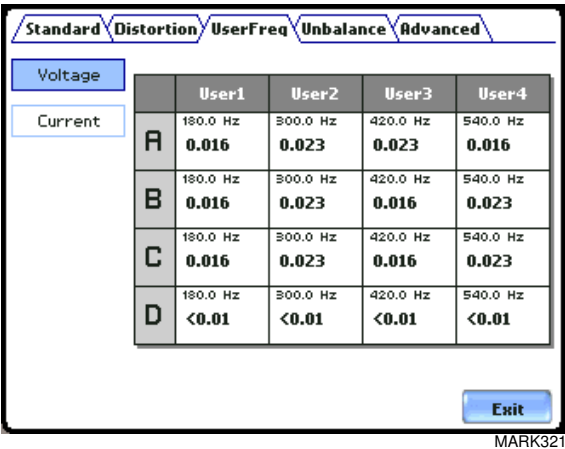 Standard Distortion UserFreq Unbalance Advanced
Voltage
Current
User1 User2 User3 User4
180.0 Hz 300.0 Hz 420.0 Hz 540.0 Hz
A 0.016 0.023 0.023 0.016
180.0 Hz 300.0 Hz 420.0 Hz 540.0 Hz
B 0.016 0.023 0.016 0.023
180.0 Hz 300.0 Hz 420.0 Hz 540.0 Hz
C 0.016 0.023 0.016 0.023
180.0 Hz 300.0 Hz 420.0 Hz 540.0 Hz
D <0.01 <0.01 <0.01 <0.01
Exit
MARK321